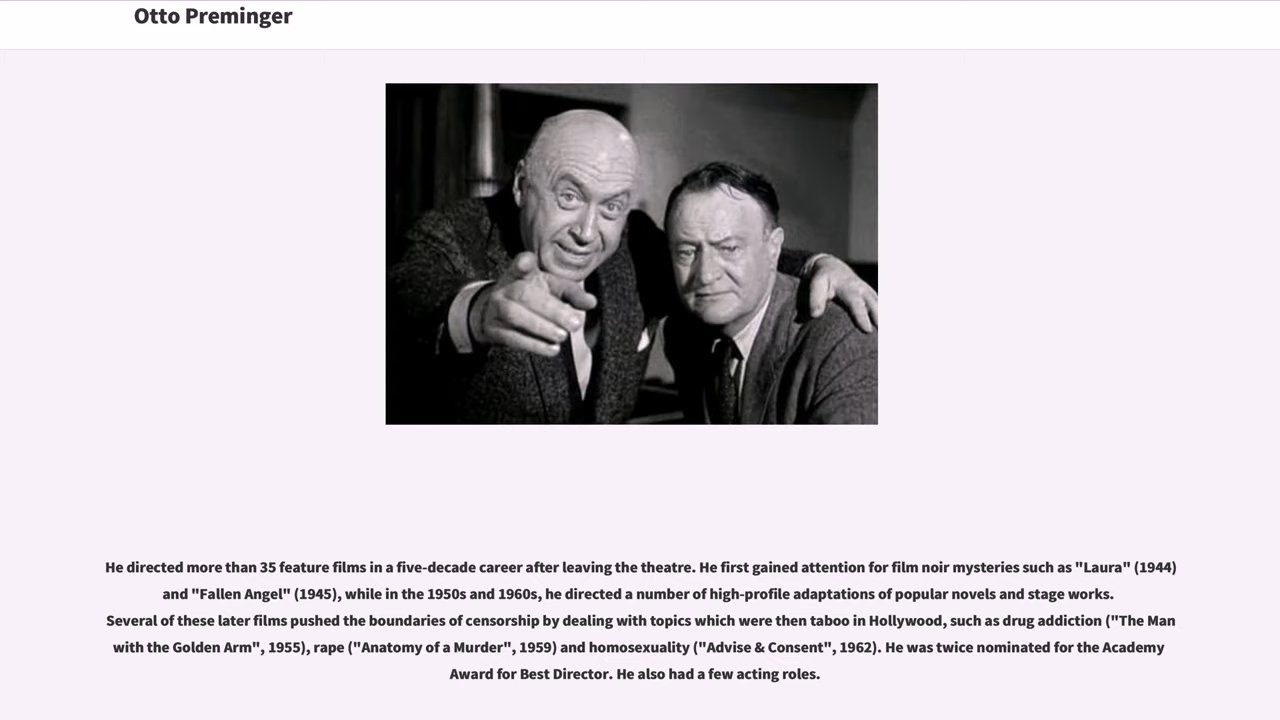 Otto Preminger
He directed more than 35 feature films in a five-decade career after leaving the theatre. He first gained attention for film noir mysteries such as "Laura" (1944)
and "Fallen Angel" (1945), while in the 1950s and 1960s, he directed a number of high-profile adaptations of popular novels and stage works.
Several of these later films pushed the boundaries of censorship by dealing with topics which were then taboo in Hollywood, such as drug addiction ("The Man
with the Golden Arm", 1955), rape ("Anatomy of a Murder", 1959) and homosexuality ("Advise & Consent", 1962). He was twice nominated for the Academy
Award for Best Director. He also had a few acting roles.